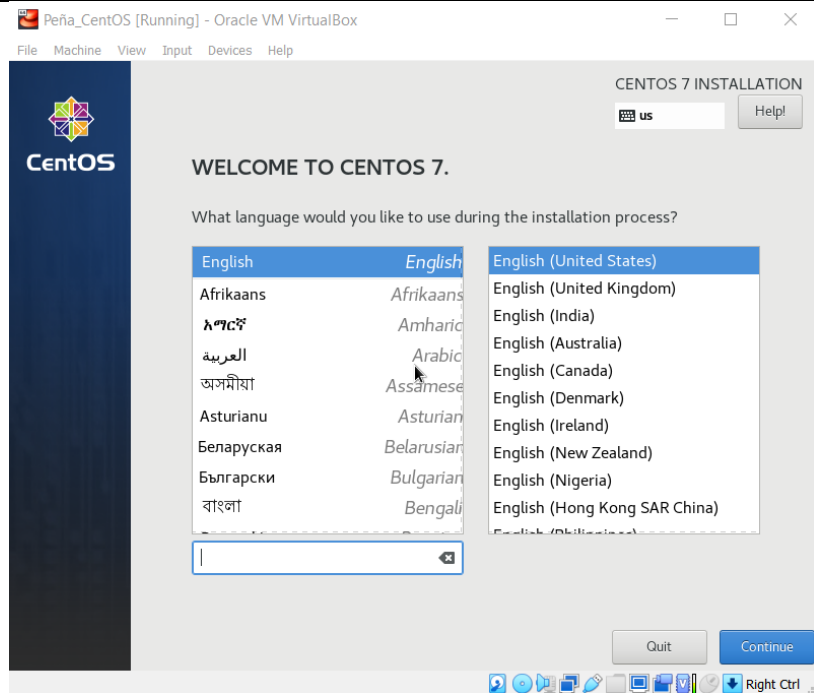 Peña_CentOS [Running] - Oracle VM VirtualBox
File Machine View Input Devices Help
CentOS
CENTOS 7 INSTALLATION
us
Help!
WELCOME TO CENTOS 7.
What language would you like to use during the installation process?
English English
Afrikaans Afrikaans
አማርኛ Amharic
العربية Arabic
অসমীয়া Assamese
Asturianu Asturian
Беларуская Belarusian
Български Bulgarian
বাংলা Bengali
English (United States)
English (United Kingdom)
English (India)
English (Australia)
English (Canada)
English (Denmark)
English (Ireland)
English (New Zealand)
English (Nigeria)
English (Hong Kong SAR China)
English (Philippines)
Quit
Continue
Right Ctrl